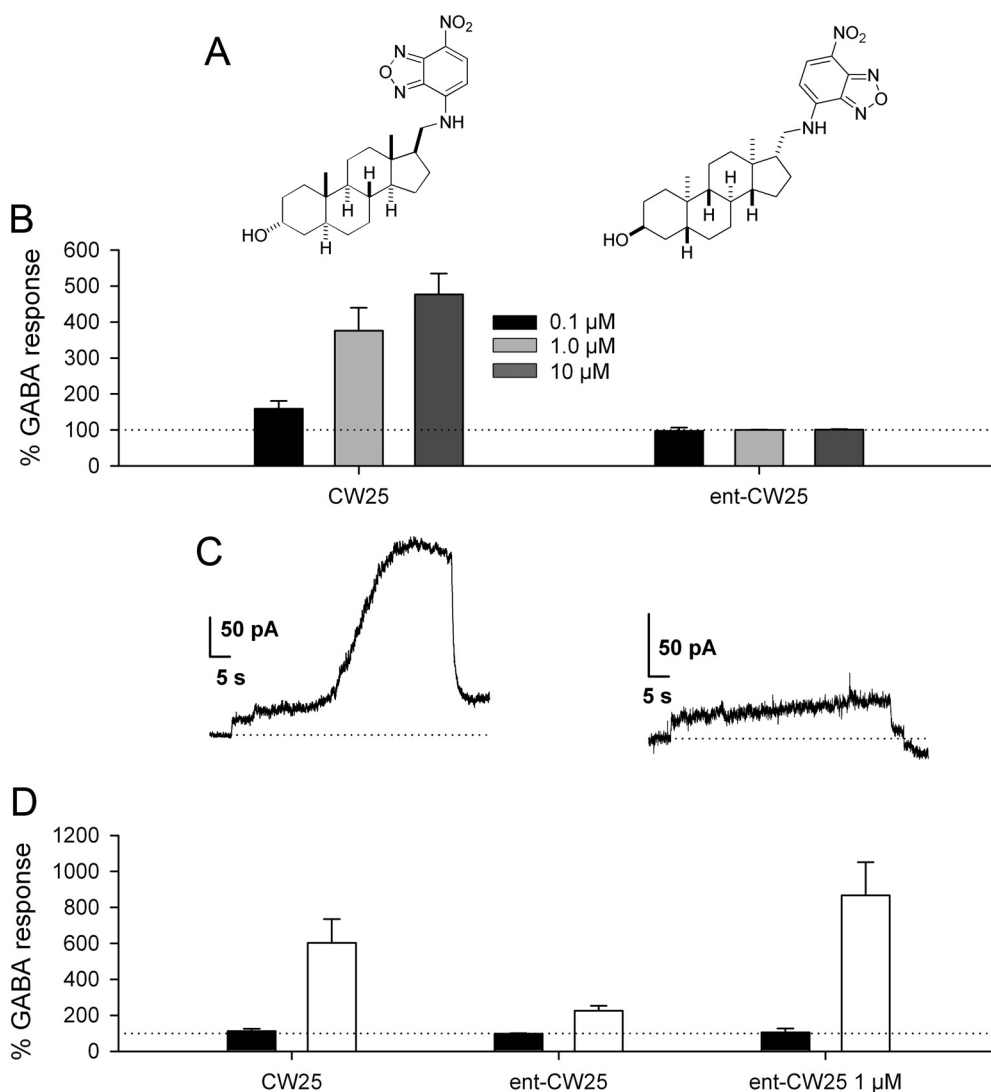 A
NO₂
N
O
N
NH
H
H
H
HO
H
NO₂
N
O
N
NH
H
H
H
HO
H
B
% GABA response
600
500
400
300
200
100
0
0.1 µM
1.0 µM
10 µM
CW25
ent-CW25
C
50 pA
5 s
50 pA
5 s
D
% GABA response
1200
1000
800
600
400
200
0
CW25
ent-CW25
ent-CW25 1 µM